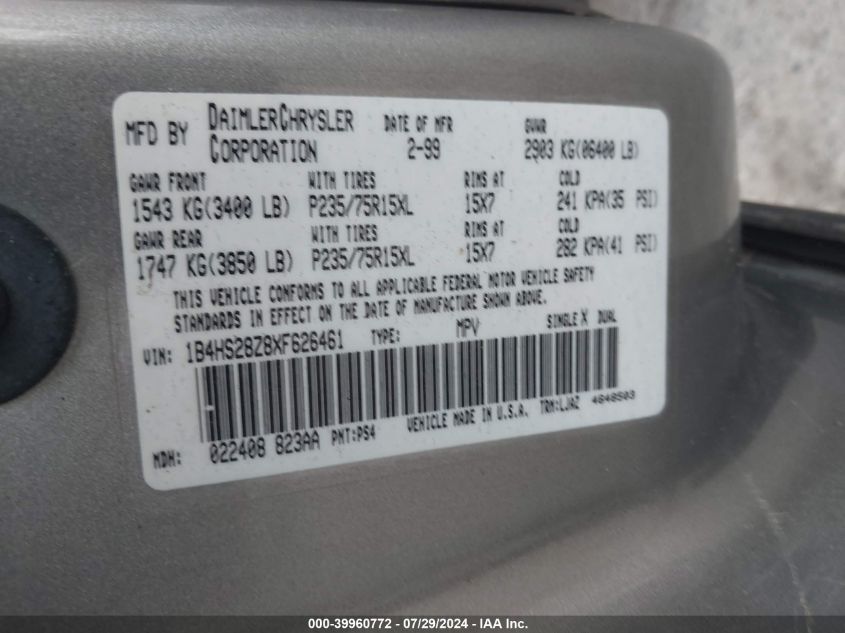 MFD BY DAIMLERCHRYSLER CORPORATION DATE OF MFR 2-99 GVWR 2903 KG(06400 LB)
GAWR FRONT WITH TIRES RIMS AT COLD
1543 KG(3400 LB) P235/75R15XL 15X7 241 KPA(35 PSI)
GAWR REAR WITH TIRES RIMS AT COLD
1747 KG(3850 LB) P235/75R15XL 15X7 282 KPA(41 PSI)
THIS VEHICLE CONFORMS TO ALL APPLICABLE FEDERAL MOTOR VEHICLE SAFETY
STANDARDS IN EFFECT ON THE DATE OF MANUFACTURE SHOWN ABOVE.
VIN: 1B4HS28Z8XF626461 TYPE: MPV SINGLE X DUAL
MDH: 022408 823AA PNT:PS4 VEHICLE MADE IN U.S.A. TRM:LJAZ 4648503
000-39960772 - 07/29/2024 - IAA Inc.